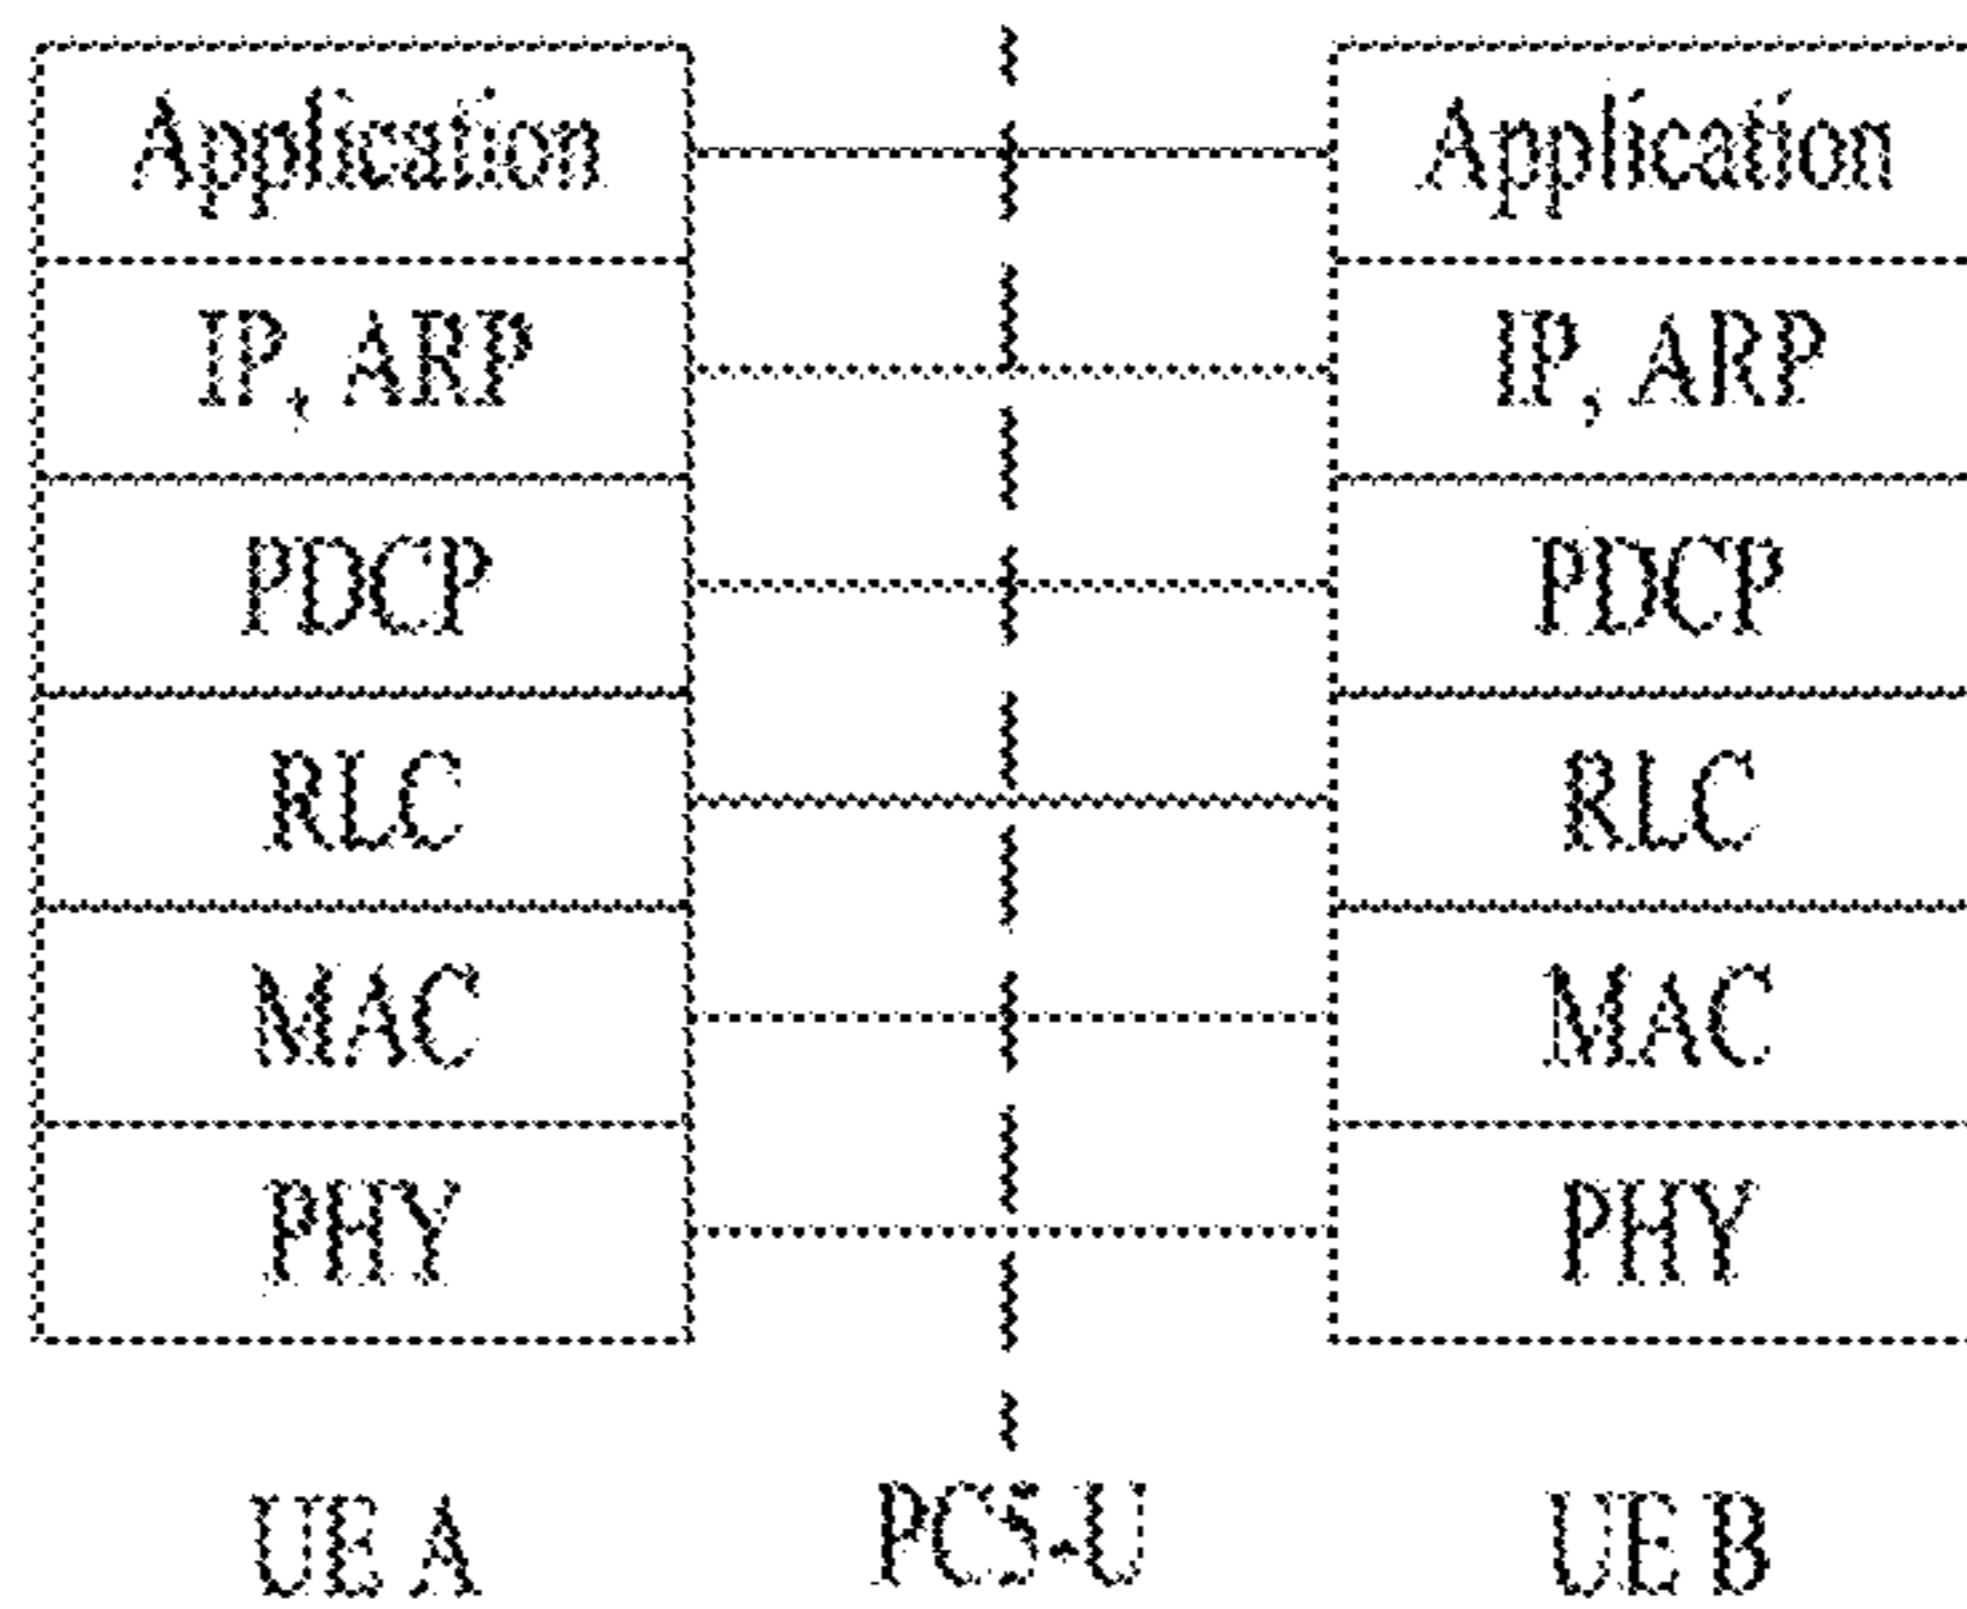 Application Application
IP, ARP IP, ARP
PDCP PDCP
RLC RLC
MAC MAC
PHY PHY
UE A PC5-U UE B